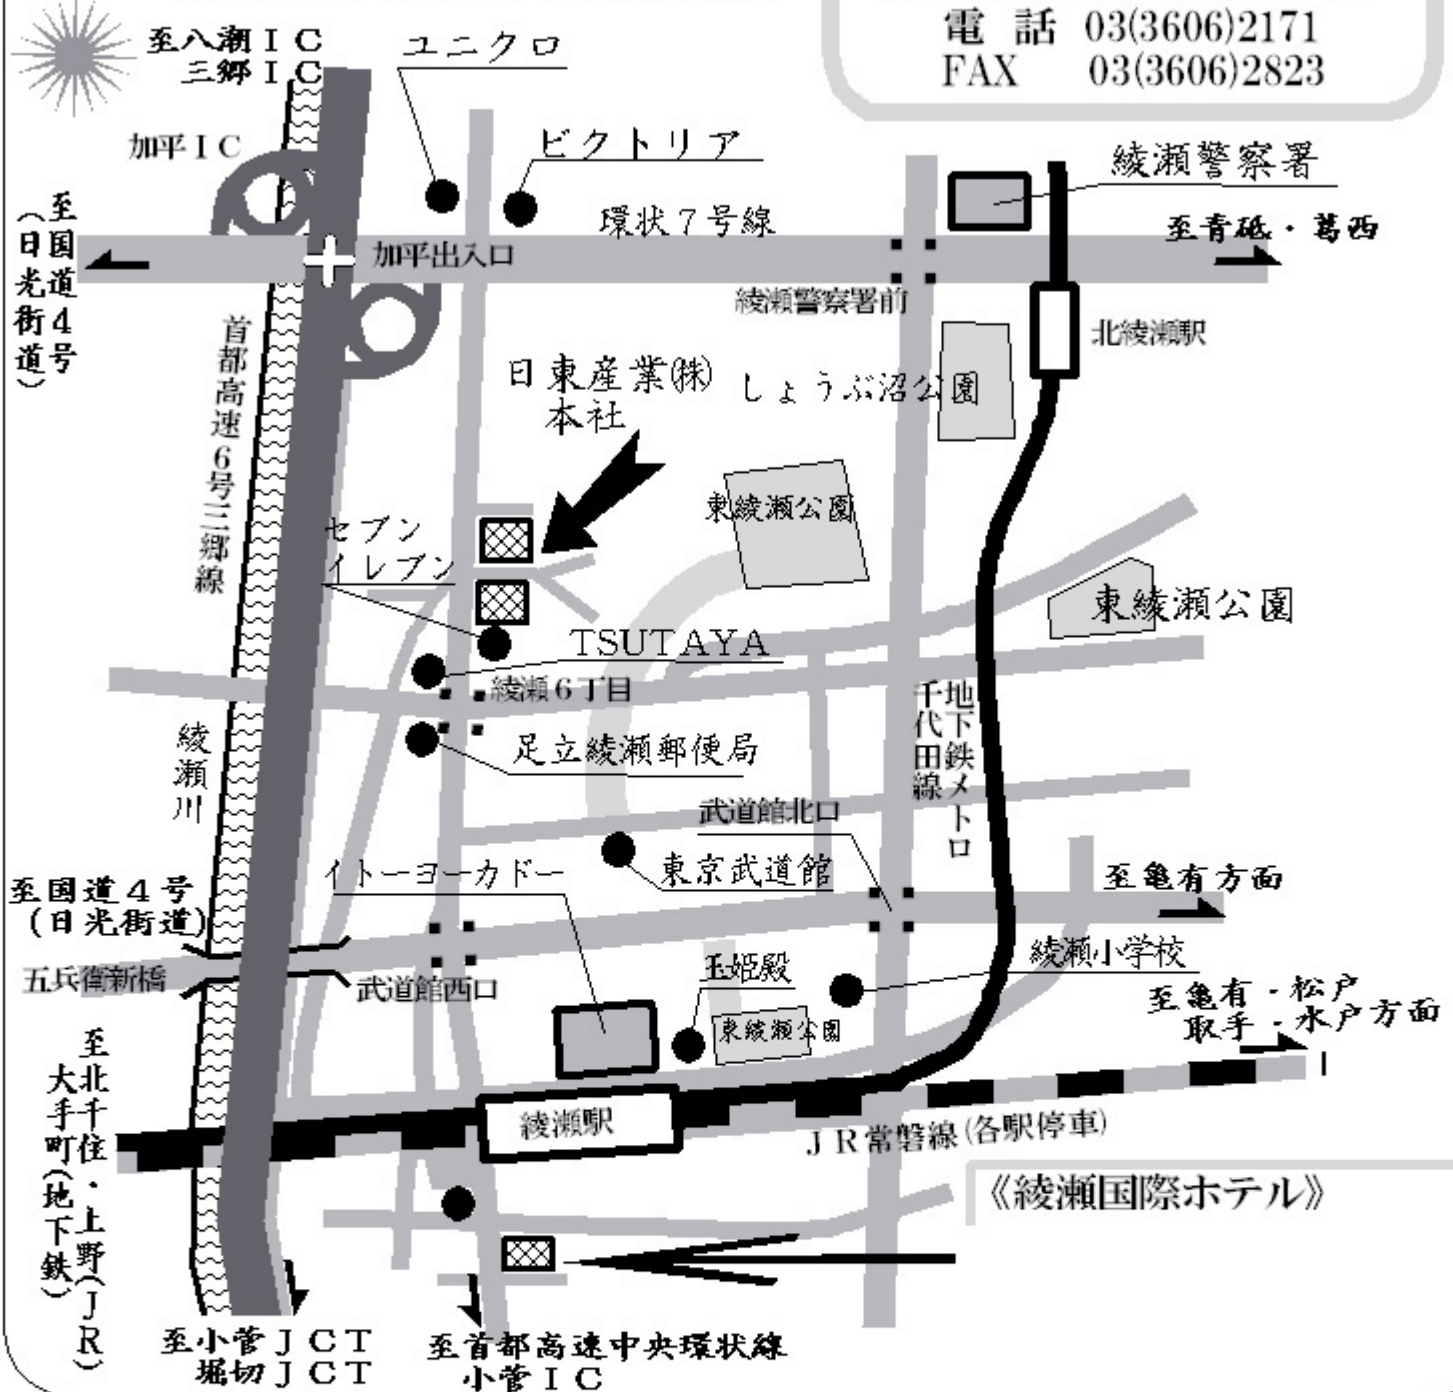 電話 03(3606)2171
FAX 03(3606)2823
至八潮ＩＣ
三郷ＩＣ
ユニクロ
加平ＩＣ
ビクトリア
綾瀬警察署
至国道4号
（日光街道）
環状７号線
至青砥・葛西
加平出入口
綾瀬警察署前
北綾瀬駅
首都高速6号三郷線
日東産業㈱
本社
しょうぶ沼公園
東綾瀬公園
セブン
イレブン
東綾瀬公園
TSUTAYA
綾瀬６丁目
地下鉄メトロ
千代田線
綾瀬川
足立綾瀬郵便局
武道館北口
イトーヨーカドー
東京武道館
至亀有方面
至国道４号
(日光街道)
五兵衛新橋
武道館西口
玉姫殿
綾瀬小学校
東綾瀬公園
至亀有・松戸
取手・水戸方面
至北千住・上野(ＪＲ)
大手町(地下鉄)
綾瀬駅
ＪＲ常磐線(各駅停車)
《綾瀬国際ホテル》
至小菅ＪＣＴ
堀切ＪＣＴ
至首都高速中央環状線
小菅ＩＣ